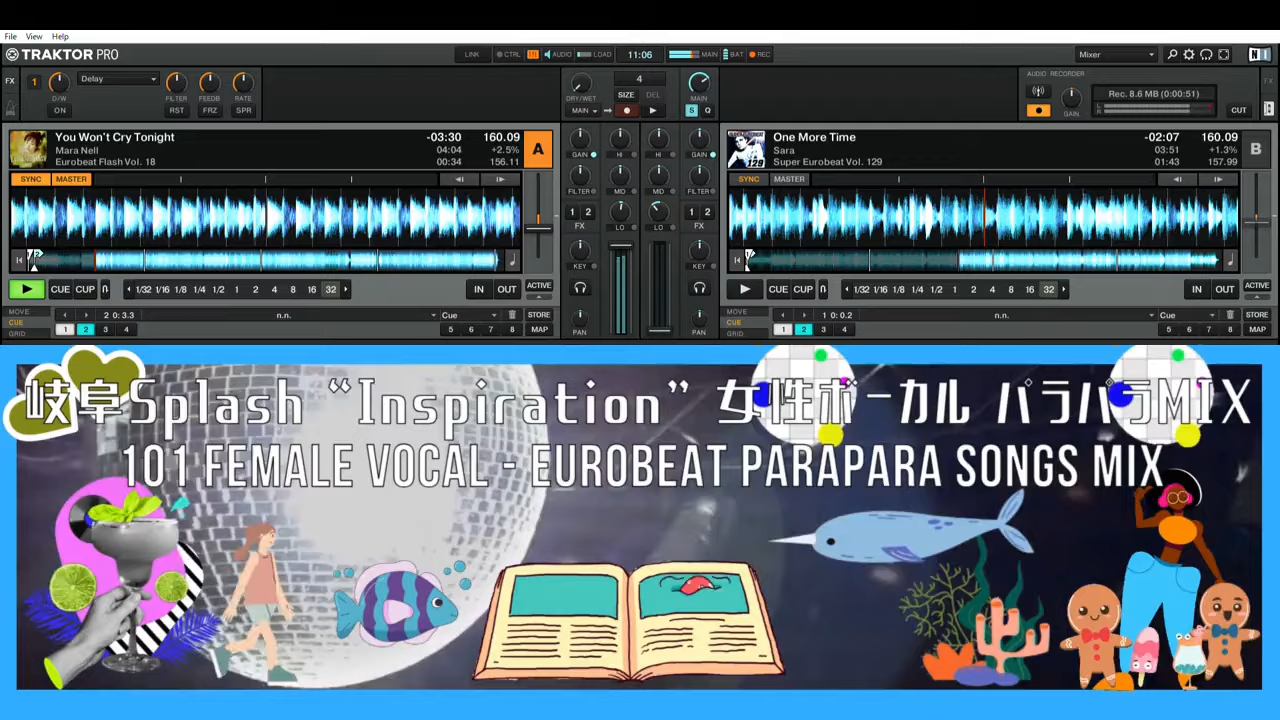 File View Help
TRAKTOR PRO
LINK CTRL AUDIO LOAD 11:06 MAIN BAT REC
Mixer
FX 1 D/W Delay FILTER FEEDB RATE
ON RST FRZ SPR
DRY/WET 4 MAIN
SIZE DEL
MAIN S Q
AUDIO RECORDER
GAIN Rec. 8.6 MB (0:00:51) CUT
FX
You Won't Cry Tonight -03:30 160.09
Mara Nell 04:04 +2.5%
Eurobeat Flash Vol. 18 00:34 156.11
A
SYNC MASTER
GAIN HI HI GAIN
FILTER MID MID FILTER
1 2 LO LO 1 2
FX FX
KEY KEY
PAN PAN
One More Time -02:07 160.09
Sara 03:51 +1.3%
Super Eurobeat Vol. 129 01:43 157.99
B
129
SYNC MASTER
CUE CUP 1/32 1/16 1/8 1/4 1/2 1 2 4 8 16 32 IN OUT ACTIVE
MOVE CUE GRID
2 0: 3.3 n.n. Cue STORE
1 2 3 4 5 6 7 8 MAP
CUE CUP 1/32 1/16 1/8 1/4 1/2 1 2 4 8 16 32 IN OUT ACTIVE
MOVE CUE GRID
1 0: 0.2 n.n. Cue STORE
1 2 3 4 5 6 7 8 MAP
岐阜Splash “Inspiration” 女性ボーカル パラパラMIX
101 FEMALE VOCAL - EUROBEAT PARAPARA SONGS MIX